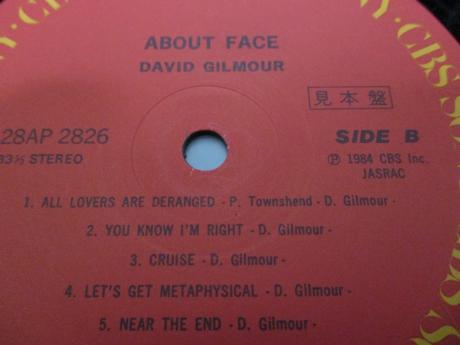 ABOUT FACE
DAVID GILMOUR
見本盤
28AP 2826
SIDE B
33⅓ STEREO
℗ 1984 CBS Inc.
JASRAC
1. ALL LOVERS ARE DERANGED - P. Townshend - D. Gilmour -
2. YOU KNOW I'M RIGHT - D. Gilmour -
3. CRUISE - D. Gilmour -
4. LET'S GET METAPHYSICAL - D. Gilmour -
5. NEAR THE END - D. Gilmour -
NY · CBS